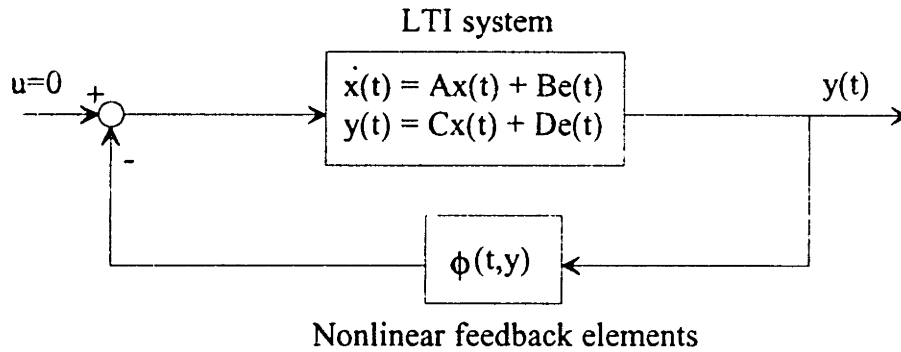 LTI system
u=0
+
ẋ(t) = Ax(t) + Be(t)
y(t) = Cx(t) + De(t)
y(t)
-
ϕ(t,y)
Nonlinear feedback elements